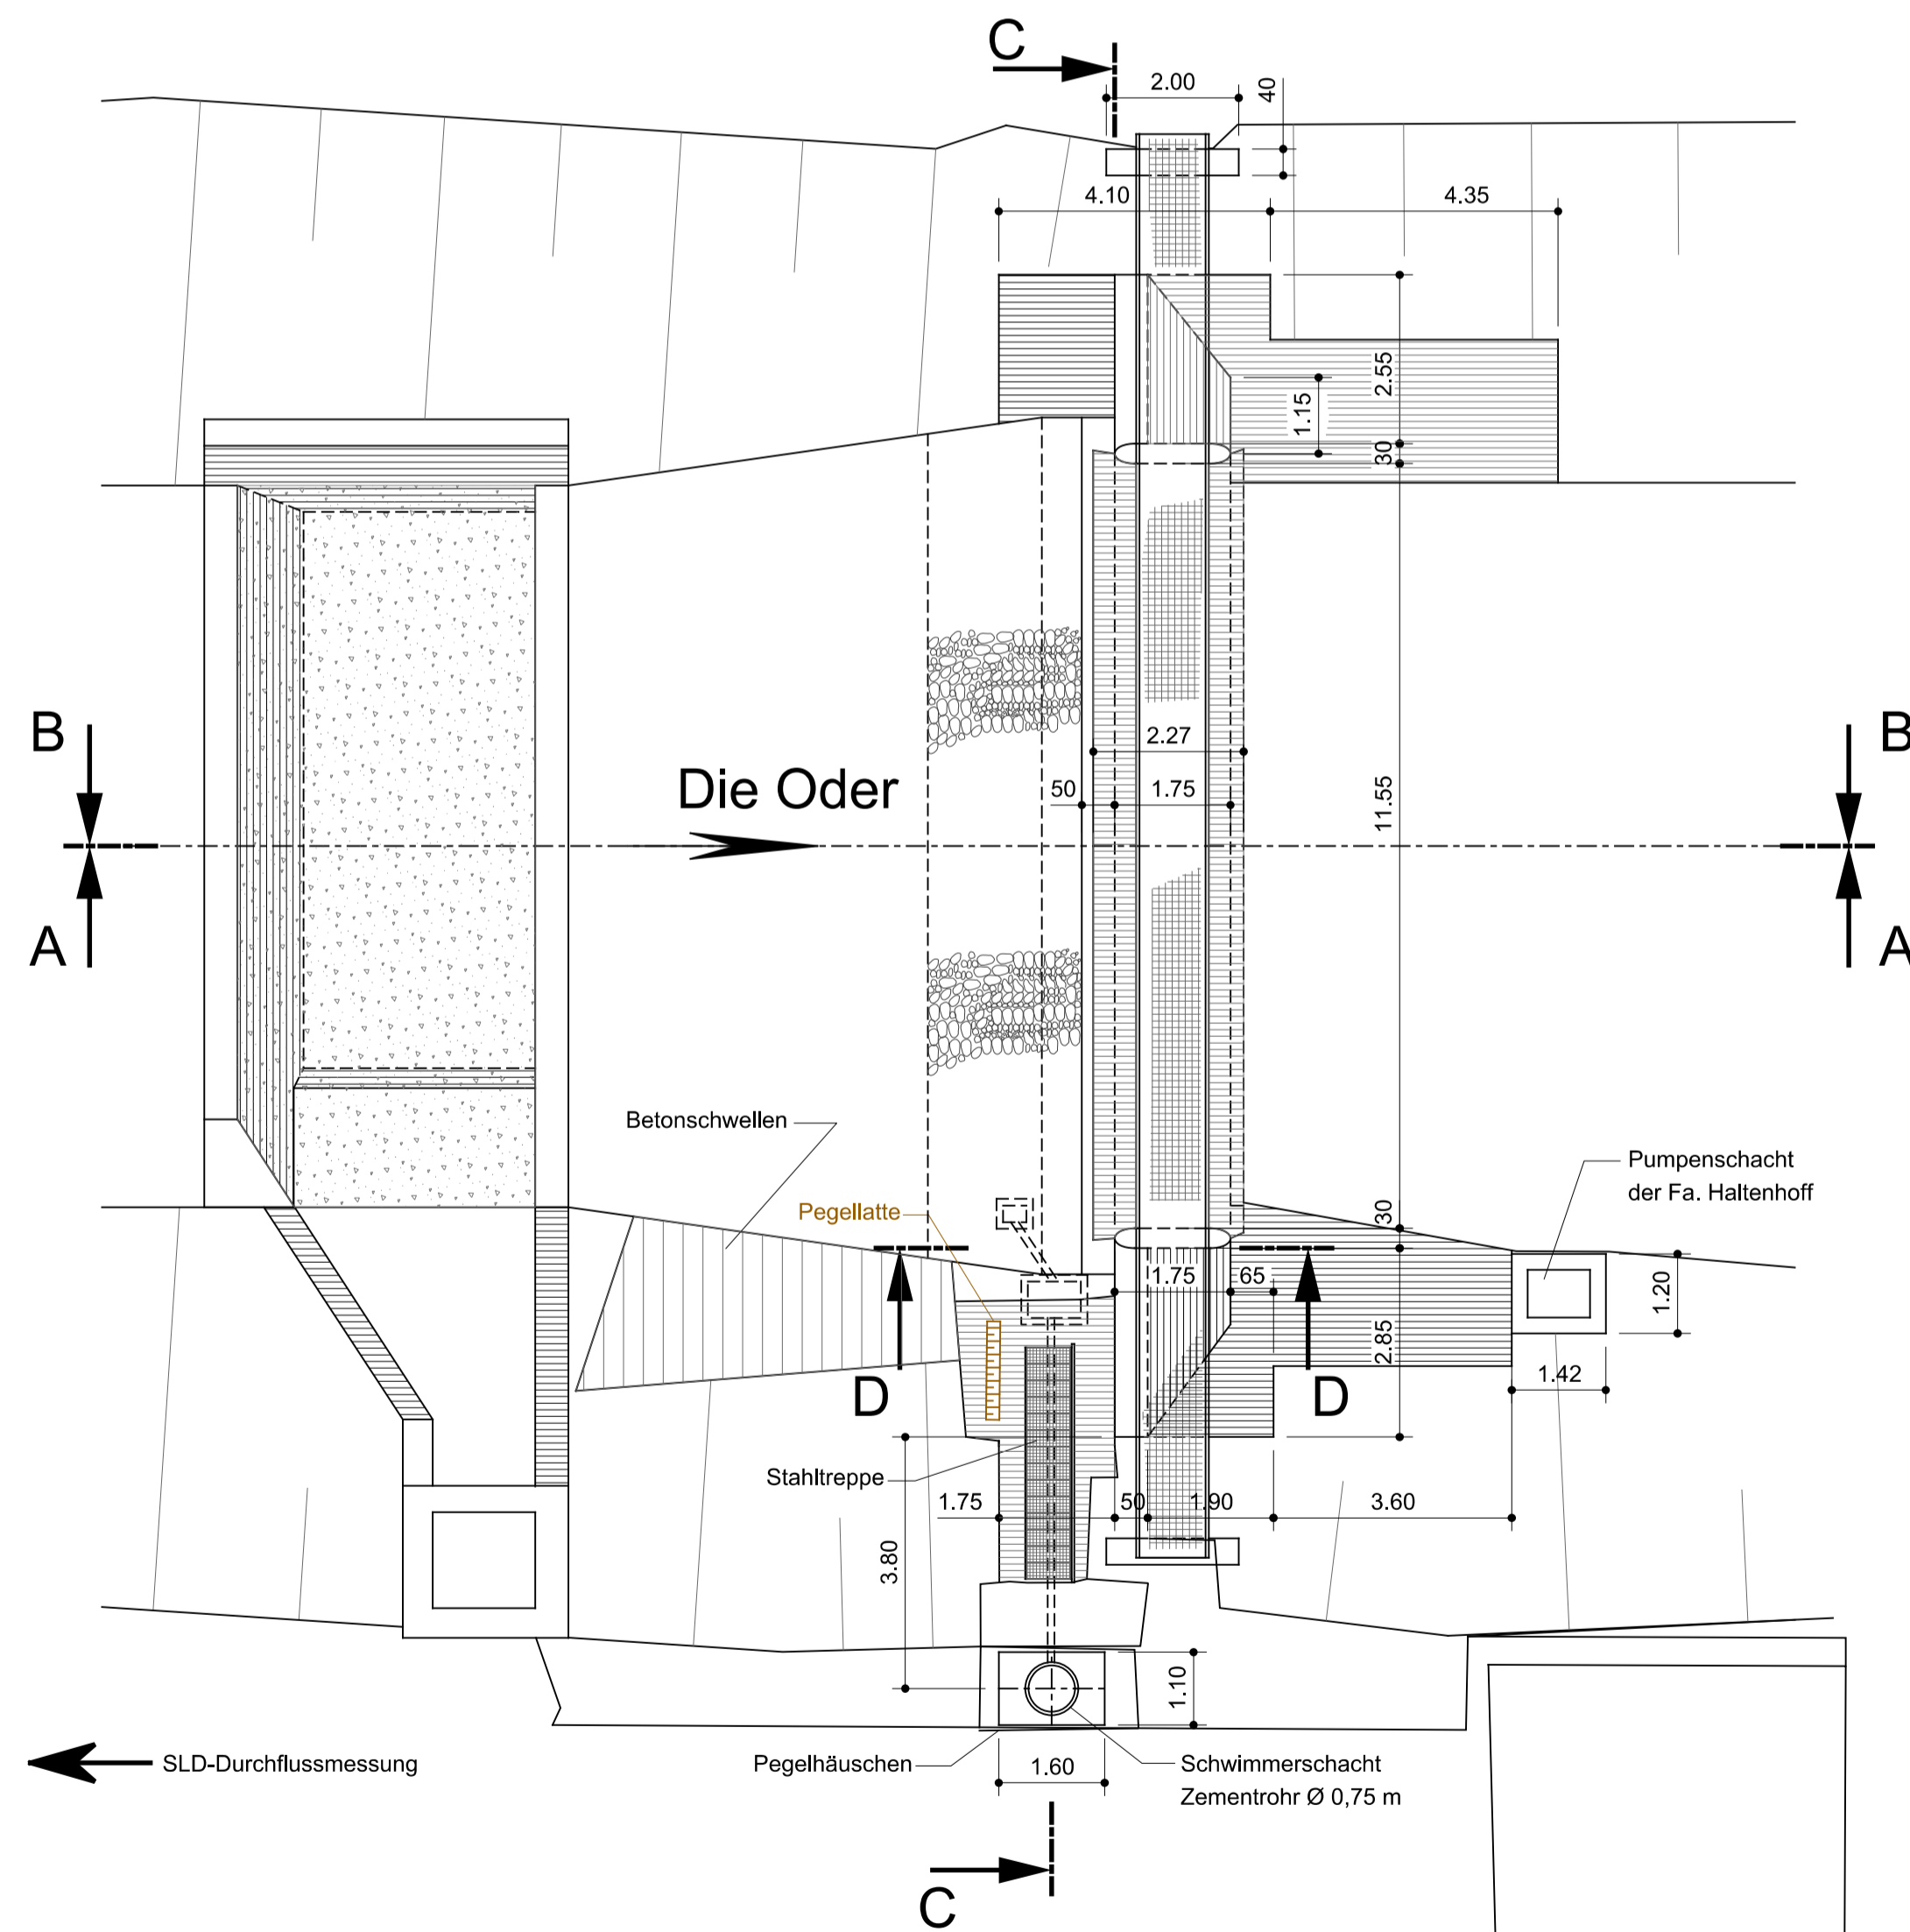 C
2.00
40
4.10
4.35
2.55
1.15
30
B
B
2.27
Die Oder
50
1.75
11.55
A
A
Betonschwellen
Pumpenschacht
der Fa. Haltenhoff
Pegellatte
30
1.75
65
1.20
2.85
1.42
D
D
Stahltreppe
1.75
50
1.90
3.60
3.80
1.10
SLD-Durchflussmessung
Pegelhäuschen
1.60
Schwimmerschacht
Zementrohr Ø 0,75 m
C